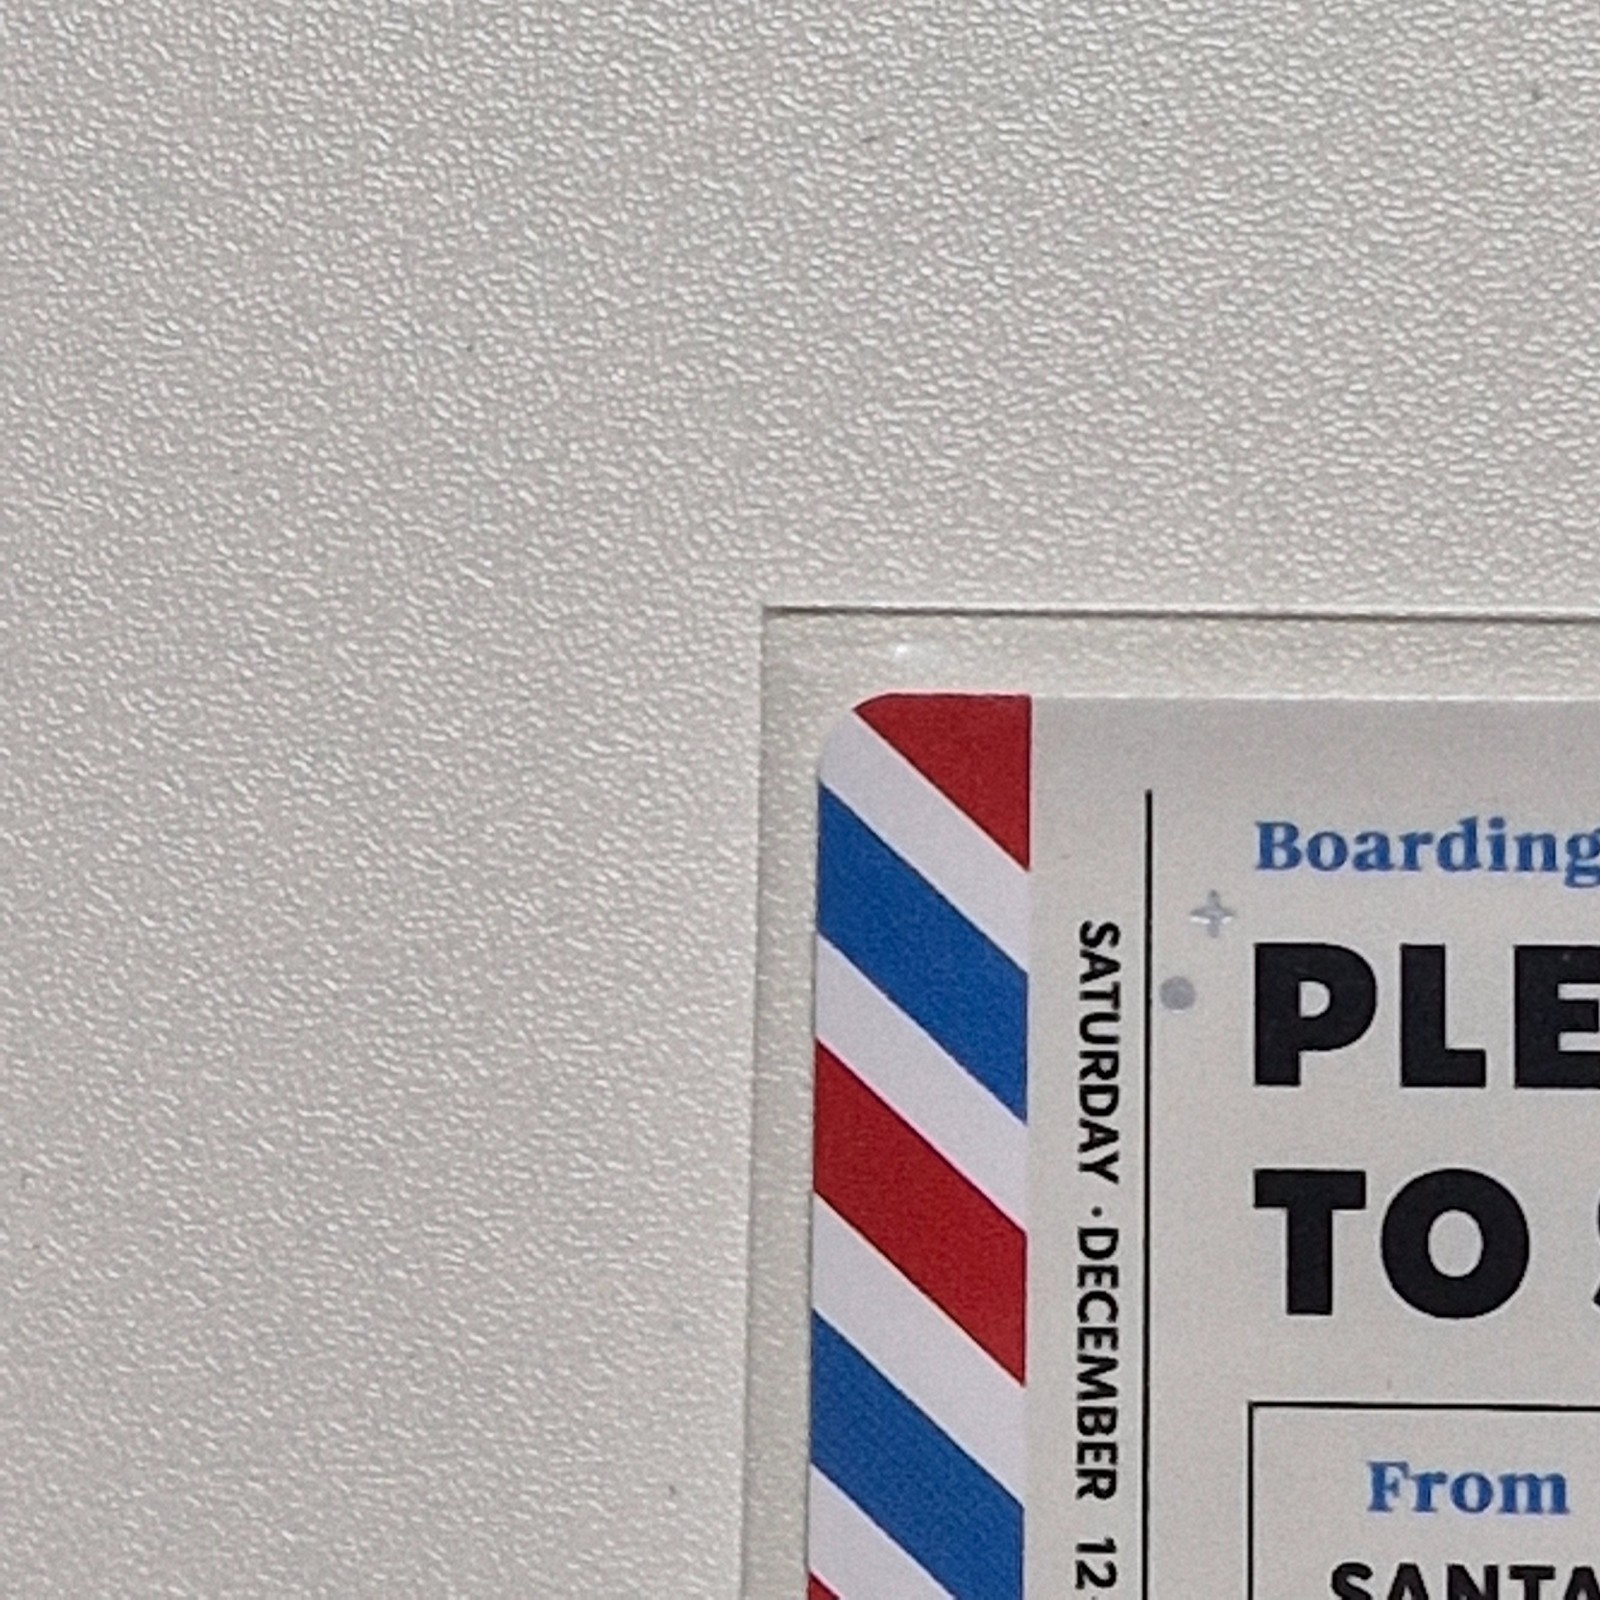 SATURDAY · DECEMBER 12
Boarding
PLE
TO
From
SANTA